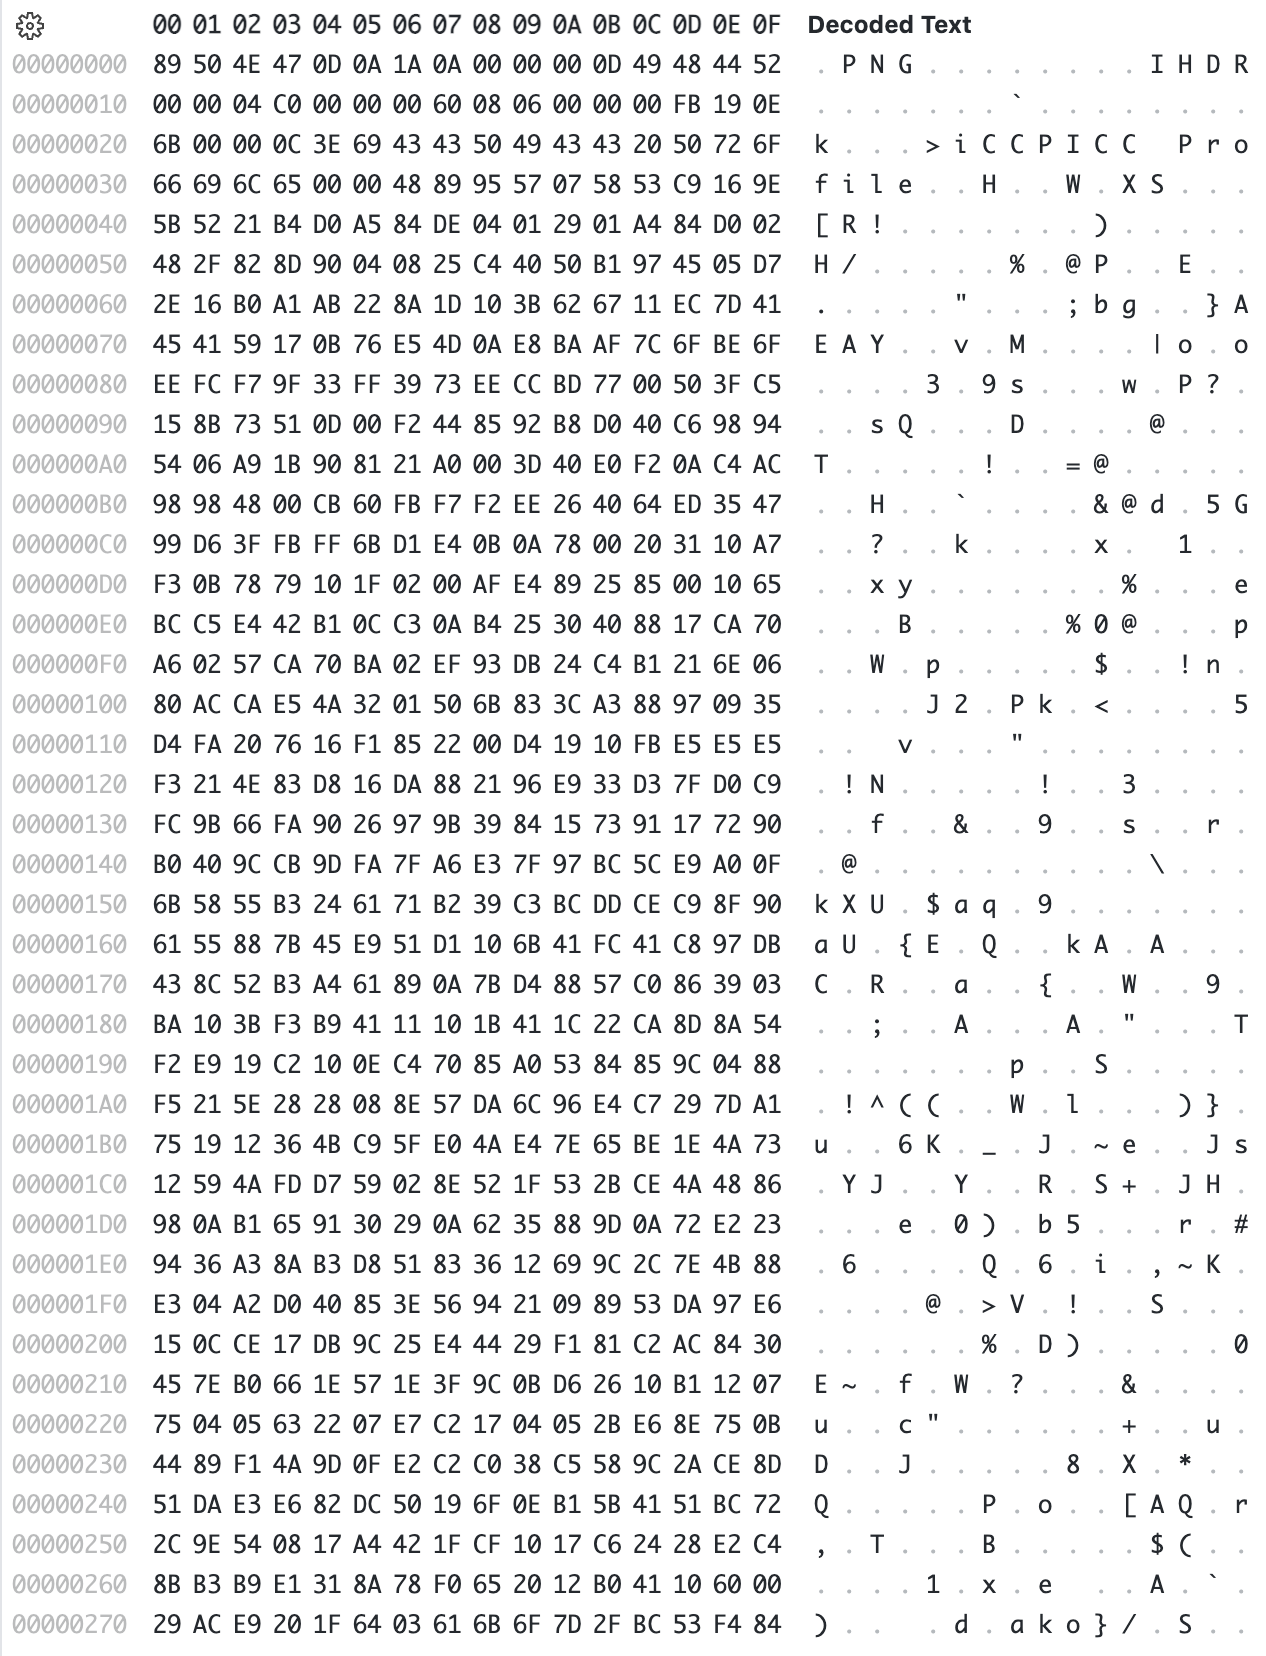 00 01 02 03 04 05 06 07 08 09 0A 0B 0C 0D 0E 0F Decoded Text
00000000 89 50 4E 47 0D 0A 1A 0A 00 00 00 0D 49 48 44 52 . P N G . . . . . . . . I H D R
00000010 00 00 04 C0 00 00 00 60 08 06 00 00 00 FB 19 0E . . . . . . . ` . . . . . . . .
00000020 6B 00 00 0C 3E 69 43 43 50 49 43 43 20 50 72 6F k . . . > i C C P I C C   P r o
00000030 66 69 6C 65 00 00 48 89 95 57 07 58 53 C9 16 9E f i l e . . H . . W . X S . . .
00000040 5B 52 21 B4 D0 A5 84 DE 04 01 29 01 A4 84 D0 02 [ R ! . . . . . . . ) . . . . .
00000050 48 2F 82 8D 90 04 08 25 C4 40 50 B1 97 45 05 D7 H / . . . . . % . @ P . . E . .
00000060 2E 16 B0 A1 AB 22 8A 1D 10 3B 62 67 11 EC 7D 41 . . . . . " . . . ; b g . . } A
00000070 45 41 59 17 0B 76 E5 4D 0A E8 BA AF 7C 6F BE 6F E A Y . . v . M . . . . | o . o
00000080 EE FC F7 9F 33 FF 39 73 EE CC BD 77 00 50 3F C5 . . . . 3 . 9 s . . . w . P ? .
00000090 15 8B 73 51 0D 00 F2 44 85 92 B8 D0 40 C6 98 94 . . s Q . . . D . . . . @ . . .
000000A0 54 06 A9 1B 90 81 21 A0 00 3D 40 E0 F2 0A C4 AC T . . . . . ! . . = @ . . . . .
000000B0 98 98 48 00 CB 60 FB F7 F2 EE 26 40 64 ED 35 47 . . H . . ` . . . . & @ d . 5 G
000000C0 99 D6 3F FB FF 6B D1 E4 0B 0A 78 00 20 31 10 A7 . . ? . . k . . . . x .   1 . .
000000D0 F3 0B 78 79 10 1F 02 00 AF E4 89 25 85 00 10 65 . . x y . . . . . . . % . . . e
000000E0 BC C5 E4 42 B1 0C C3 0A B4 25 30 40 88 17 CA 70 . . . B . . . . . % 0 @ . . . p
000000F0 A6 02 57 CA 70 BA 02 EF 93 DB 24 C4 B1 21 6E 06 . . W . p . . . . . $ . . ! n .
00000100 80 AC CA E5 4A 32 01 50 6B 83 3C A3 88 97 09 35 . . . . J 2 . P k . < . . . . 5
00000110 D4 FA 20 76 16 F1 85 22 00 D4 19 10 FB E5 E5 E5 . .   v . . . " . . . . . . . .
00000120 F3 21 4E 83 D8 16 DA 88 21 96 E9 33 D3 7F D0 C9 . ! N . . . . . ! . . 3 . . . .
00000130 FC 9B 66 FA 90 26 97 9B 39 84 15 73 91 17 72 90 . . f . . & . . 9 . . s . . r .
00000140 B0 40 9C CB 9D FA 7F A6 E3 7F 97 BC 5C E9 A0 0F . @ . . . . . . . . . . \ . . .
00000150 6B 58 55 B3 24 61 71 B2 39 C3 BC DD CE C9 8F 90 k X U . $ a q . 9 . . . . . . .
00000160 61 55 88 7B 45 E9 51 D1 10 6B 41 FC 41 C8 97 DB a U . { E . Q . . k A . A . . .
00000170 43 8C 52 B3 A4 61 89 0A 7B D4 88 57 C0 86 39 03 C . R . . a . . { . . W . . 9 .
00000180 BA 10 3B F3 B9 41 11 10 1B 41 1C 22 CA 8D 8A 54 . . ; . . A . . . A . " . . . T
00000190 F2 E9 19 C2 10 0E C4 70 85 A0 53 84 85 9C 04 88 . . . . . . . p . . S . . . . .
000001A0 F5 21 5E 28 28 08 8E 57 DA 6C 96 E4 C7 29 7D A1 . ! ^ ( ( . . W . l . . . ) } .
000001B0 75 19 12 36 4B C9 5F E0 4A E4 7E 65 BE 1E 4A 73 u . . 6 K . _ . J . ~ e . . J s
000001C0 12 59 4A FD D7 59 02 8E 52 1F 53 2B CE 4A 48 86 . Y J . . Y . . R . S + . J H .
000001D0 98 0A B1 65 91 30 29 0A 62 35 88 9D 0A 72 E2 23 . . . e . 0 ) . b 5 . . . r . #
000001E0 94 36 A3 8A B3 D8 51 83 36 12 69 9C 2C 7E 4B 88 . 6 . . . . Q . 6 . i . , ~ K .
000001F0 E3 04 A2 D0 40 85 3E 56 94 21 09 89 53 DA 97 E6 . . . . @ . > V . ! . . S . . .
00000200 15 0C CE 17 DB 9C 25 E4 44 29 F1 81 C2 AC 84 30 . . . . . . % . D ) . . . . . 0
00000210 45 7E B0 66 1E 57 1E 3F 9C 0B D6 26 10 B1 12 07 E ~ . f . W . ? . . . & . . . .
00000220 75 04 05 63 22 07 E7 C2 17 04 05 2B E6 8E 75 0B u . . c " . . . . . . + . . u .
00000230 44 89 F1 4A 9D 0F E2 C2 C0 38 C5 58 9C 2A CE 8D D . . J . . . . . 8 . X . * . .
00000240 51 DA E3 E6 82 DC 50 19 6F 0E B1 5B 41 51 BC 72 Q . . . . . P . o . . [ A Q . r
00000250 2C 9E 54 08 17 A4 42 1F CF 10 17 C6 24 28 E2 C4 , . T . . . B . . . . . $ ( . .
00000260 8B B3 B9 E1 31 8A 78 F0 65 20 12 B0 41 10 60 00 . . . . 1 . x . e   . . A . ` .
00000270 29 AC E9 20 1F 64 03 61 6B 6F 7D 2F BC 53 F4 84 ) . .   . d . a k o } / . S . .